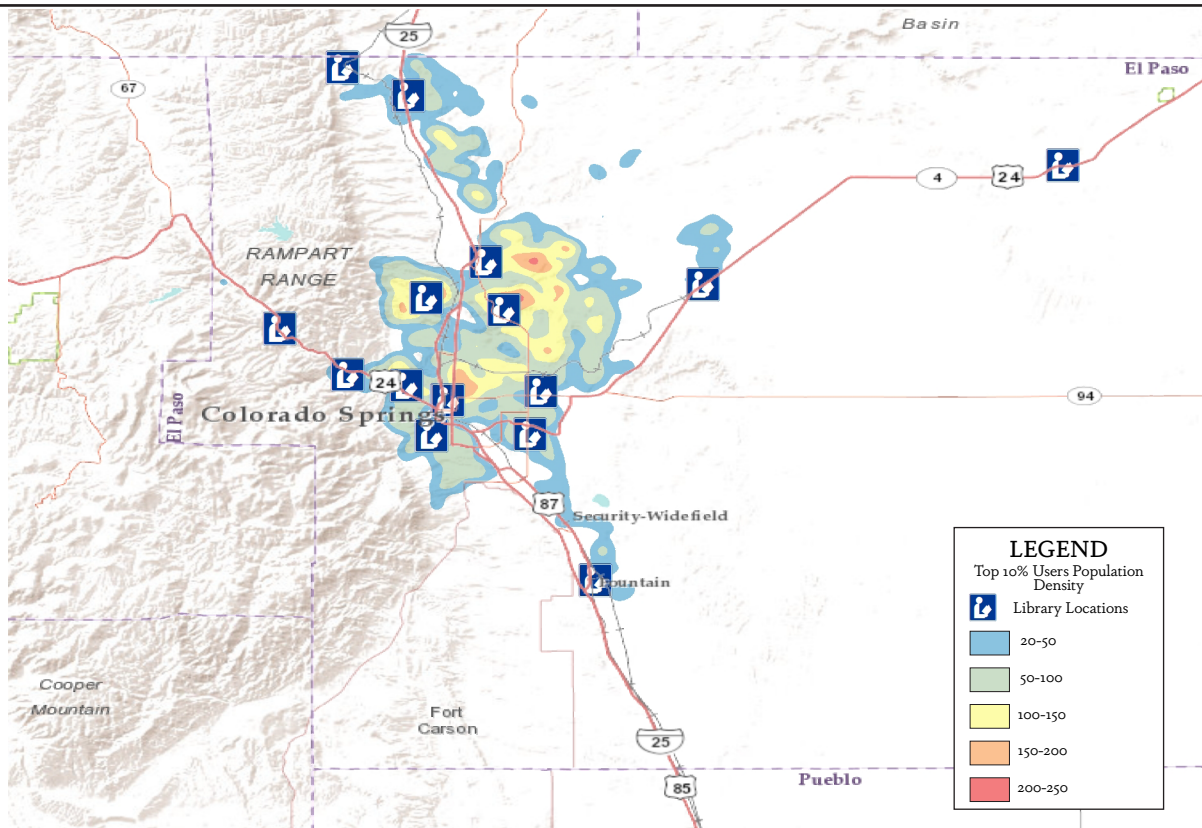 25
Basin
El Paso
67
4
24
RAMPART
RANGE
24
94
Colorado Springs
El Paso
87
Security-Widefield
Fountain
LEGEND
Top 10% Users Population
Density
Library Locations
20-50
50-100
100-150
150-200
200-250
Cooper
Mountain
Fort
Carson
25
Pueblo
85